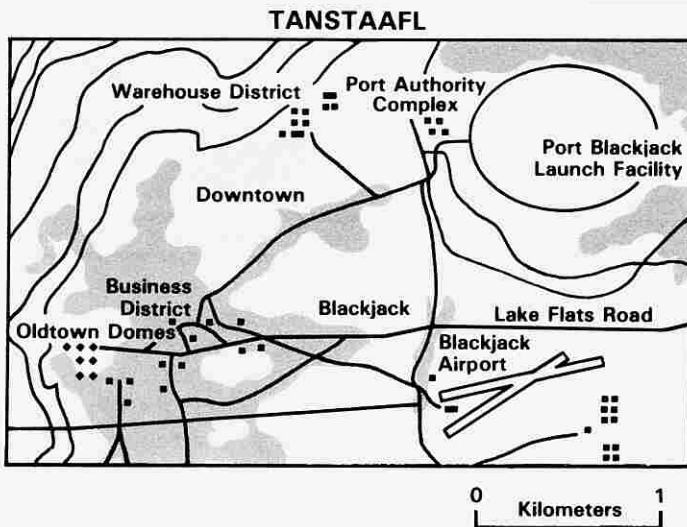 TANSTAAFL
Warehouse District
Port Authority
Complex
Port Blackjack
Launch Facility
Downtown
Business
District
Blackjack
Lake Flats Road
Oldtown Domes
Blackjack
Airport
0 1
Kilometers